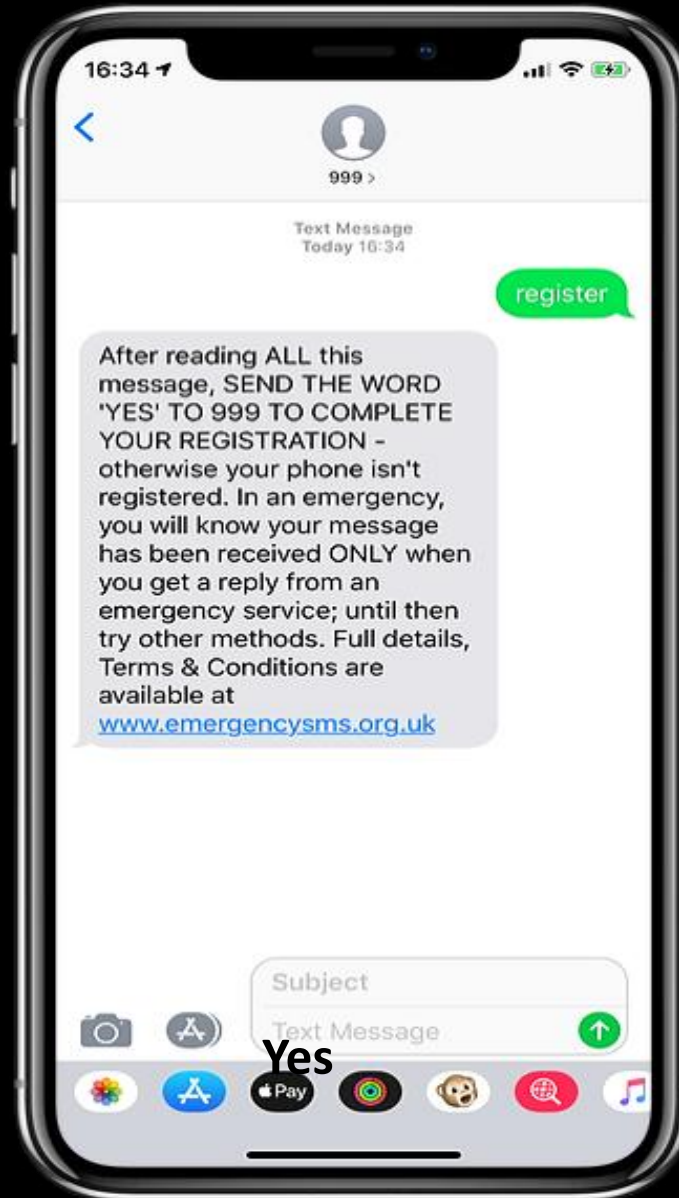 16:34
999 >
Text Message
Today 16:34
register
After reading ALL this
message, SEND THE WORD
'YES' TO 999 TO COMPLETE
YOUR REGISTRATION -
otherwise your phone isn't
registered. In an emergency,
you will know your message
has been received ONLY when
you get a reply from an
emergency service; until then
try other methods. Full details,
Terms & Conditions are
available at
www.emergencysms.org.uk
Subject
Text Message
Yes
Pay